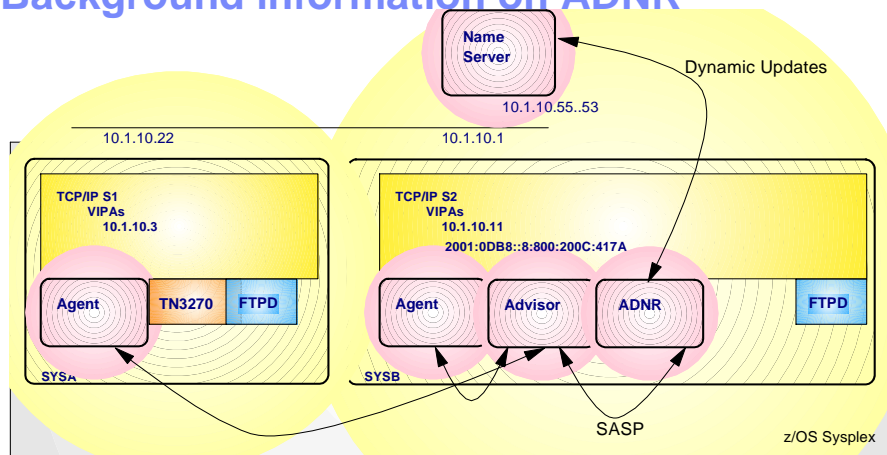 Background Information on ADNR
Name
Server
Dynamic Updates
10.1.10.55..53
10.1.10.22
10.1.10.1
TCP/IP S1
VIPAs
10.1.10.3
TCP/IP S2
VIPAs
10.1.10.11
2001:0DB8::8:800:200C:417A
Agent
TN3270
FTPD
Agent
Advisor
ADNR
FTPD
SYSA
SYSB
SASP
z/OS Sysplex